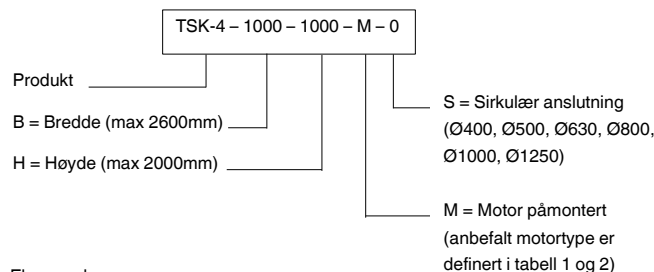 TSK-4 – 1000 – 1000 – M – 0
Produkt
B = Bredde (max 2600mm)
H = Høyde (max 2000mm)
S = Sirkulær anslutning
(Ø400, Ø500, Ø630, Ø800,
Ø1000, Ø1250)
M = Motor påmontert
(anbefalt motortype er
definert i tabell 1 og 2)